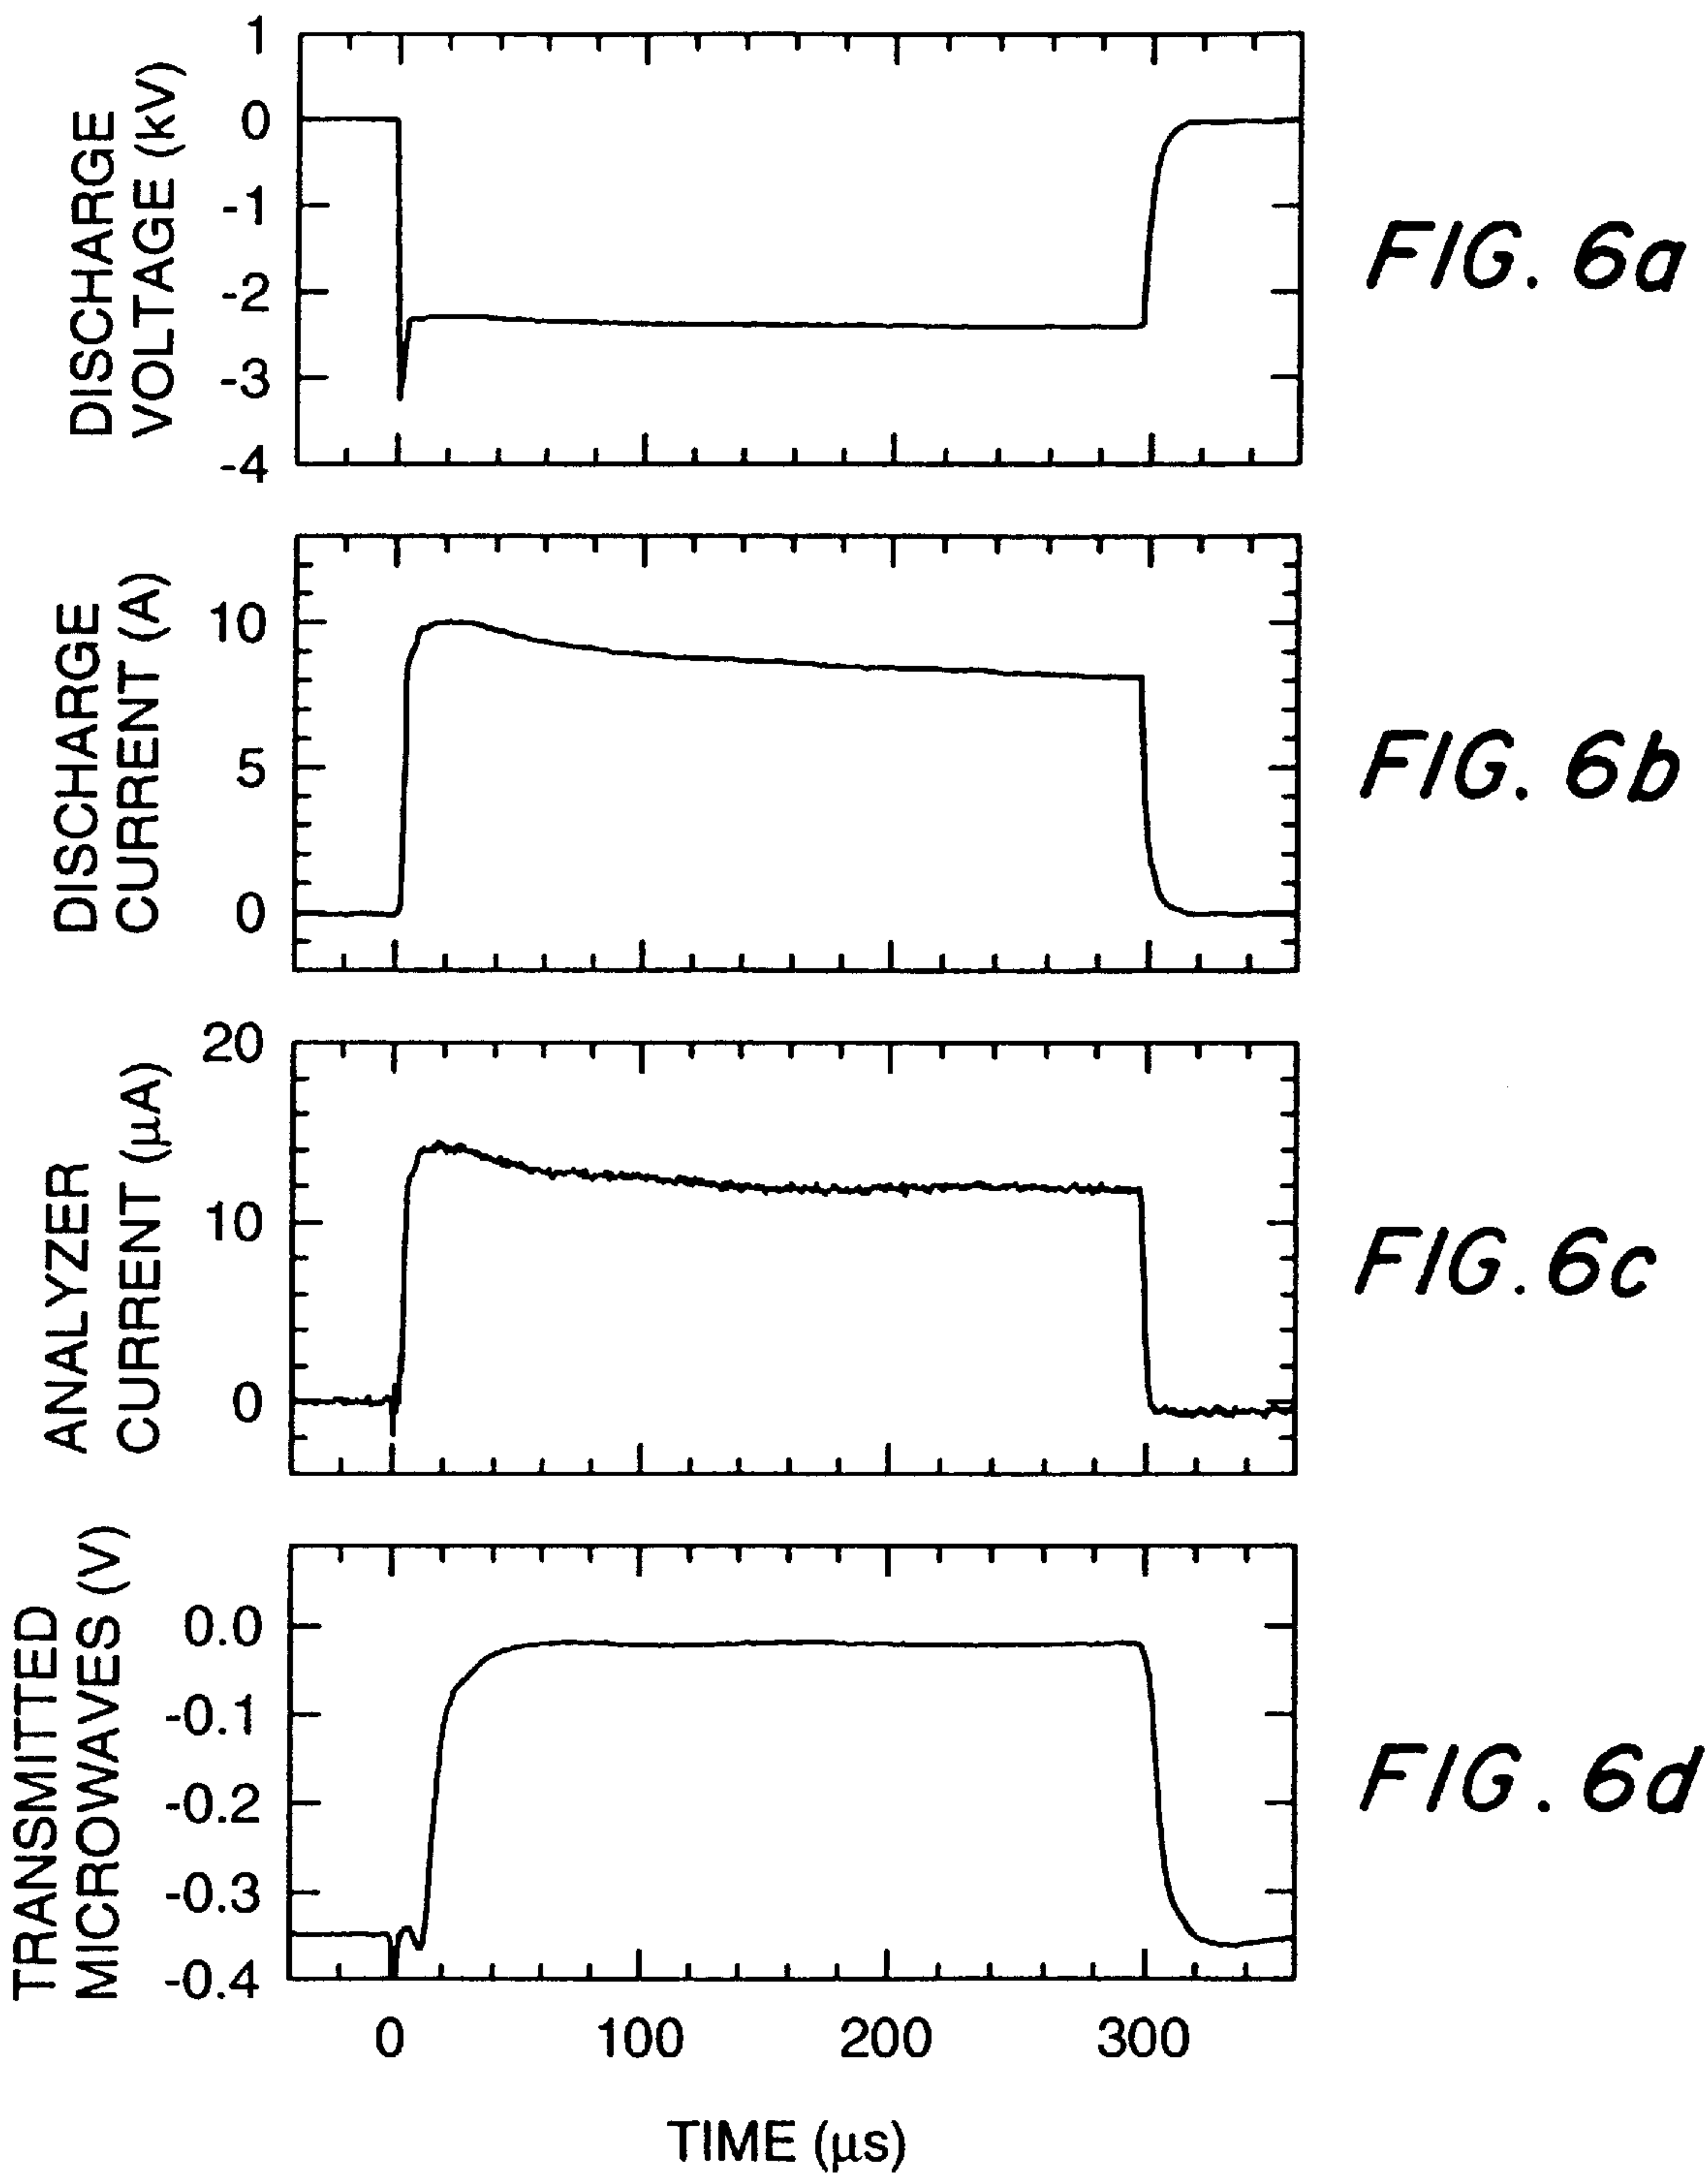 DISCHARGE
VOLTAGE (kV)
1
0
-1
-2
-3
-4
FIG. 6a
DISCHARGE
CURRENT (A)
10
5
0
FIG. 6b
ANALYZER
CURRENT (μA)
20
10
0
FIG. 6c
TRANSMITTED
MICROWAVES (V)
0.0
-0.1
-0.2
-0.3
-0.4
FIG. 6d
0 100 200 300
TIME (μs)